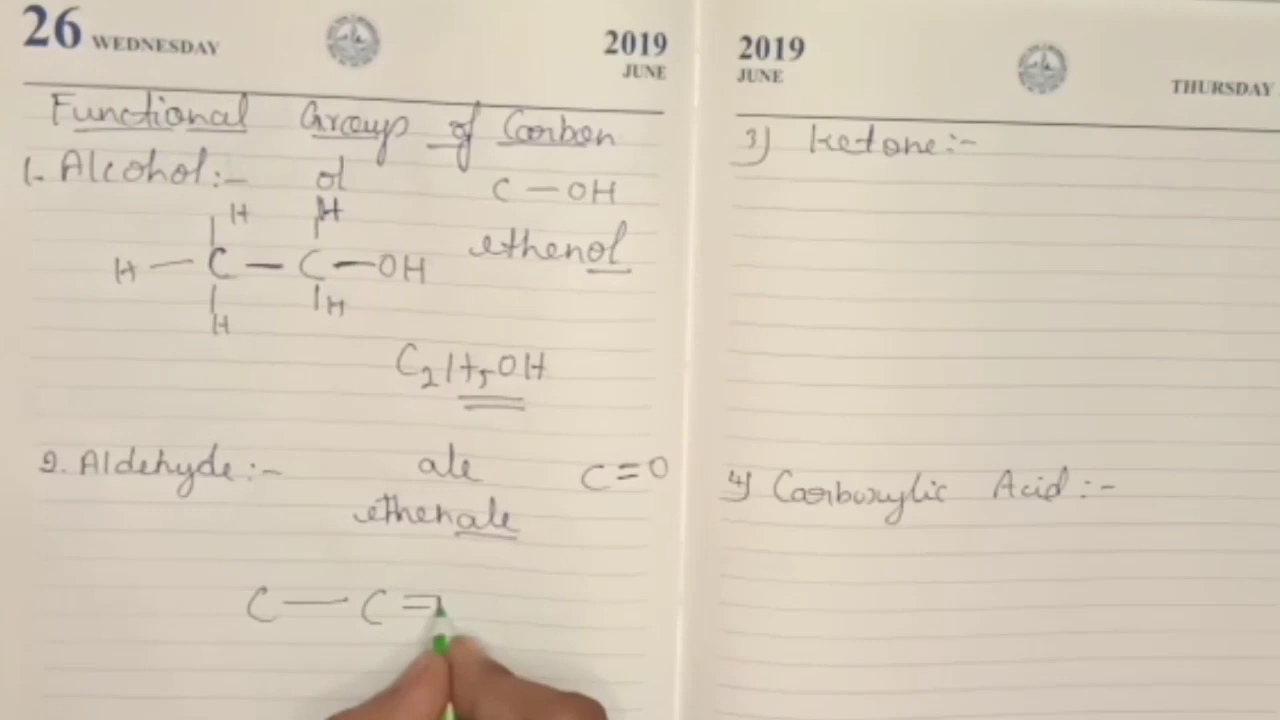 26 WEDNESDAY
2019
JUNE
Functional Group of Carbon
1. Alcohol:- ol C - OH
H H
H - C - C - OH
H H
ethenol
C2H5OH
2. Aldehyde:- ale C=O
ethenale
C - C =
2019
JUNE
THURSDAY
3) Ketone:-
4) Carboxylic Acid:-